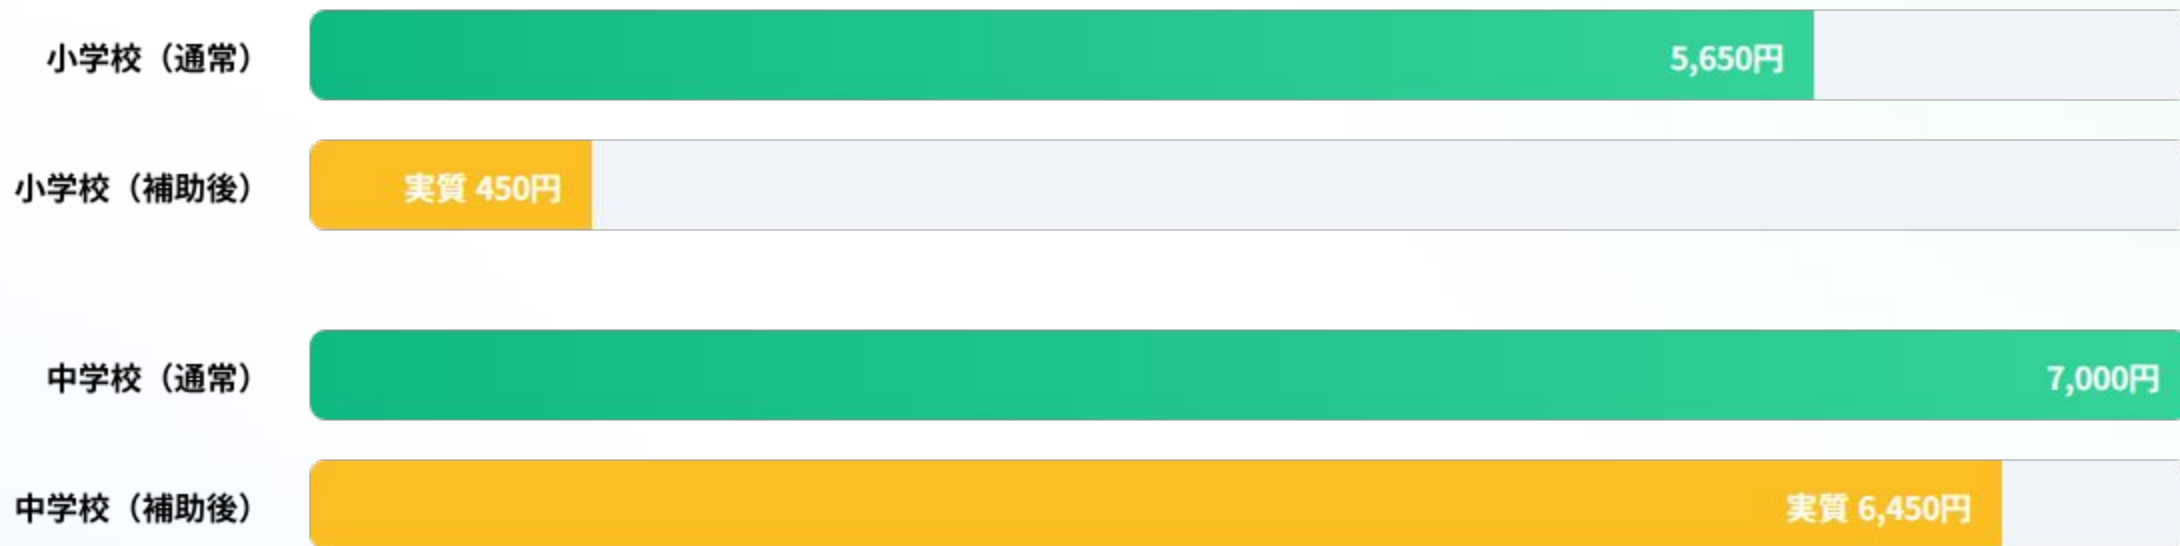 小学校（通常） 5,650円
小学校（補助後） 実質 450円
中学校（通常） 7,000円
中学校（補助後） 実質 6,450円